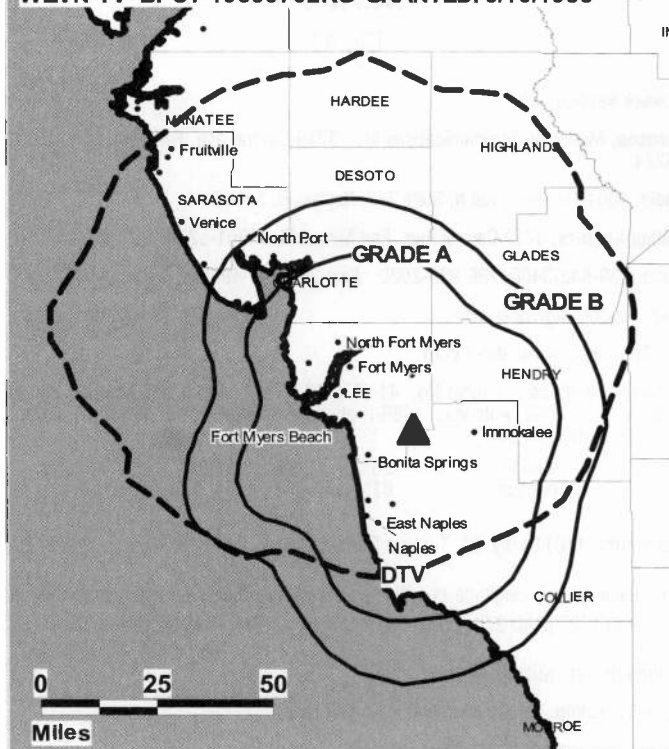 HARDEE
MANATEE
Fruitville
HIGHLANDS
DESOTO
SARASOTA
Venice
North Port
GRADE A
GLADES
CHARLOTTE
GRADE B
North Fort Myers
Fort Myers
HENDRY
LEE
Fort Myers Beach
Immokalee
Bonita Springs
East Naples
Naples
DTV
COLLIER
0 25 50
Miles
MONROE